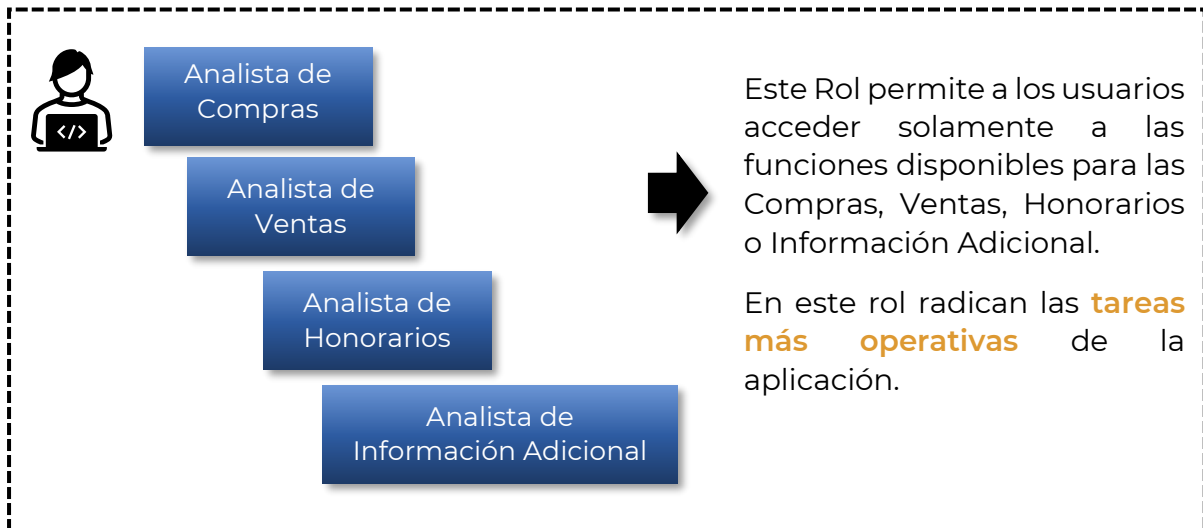 </>
Analista de
Compras
Analista de
Ventas
Analista de
Honorarios
Analista de
Información Adicional
Este Rol permite a los usuarios
acceder solamente a las
funciones disponibles para las
Compras, Ventas, Honorarios
o Información Adicional.
En este rol radican las tareas
más operativas de la
aplicación.